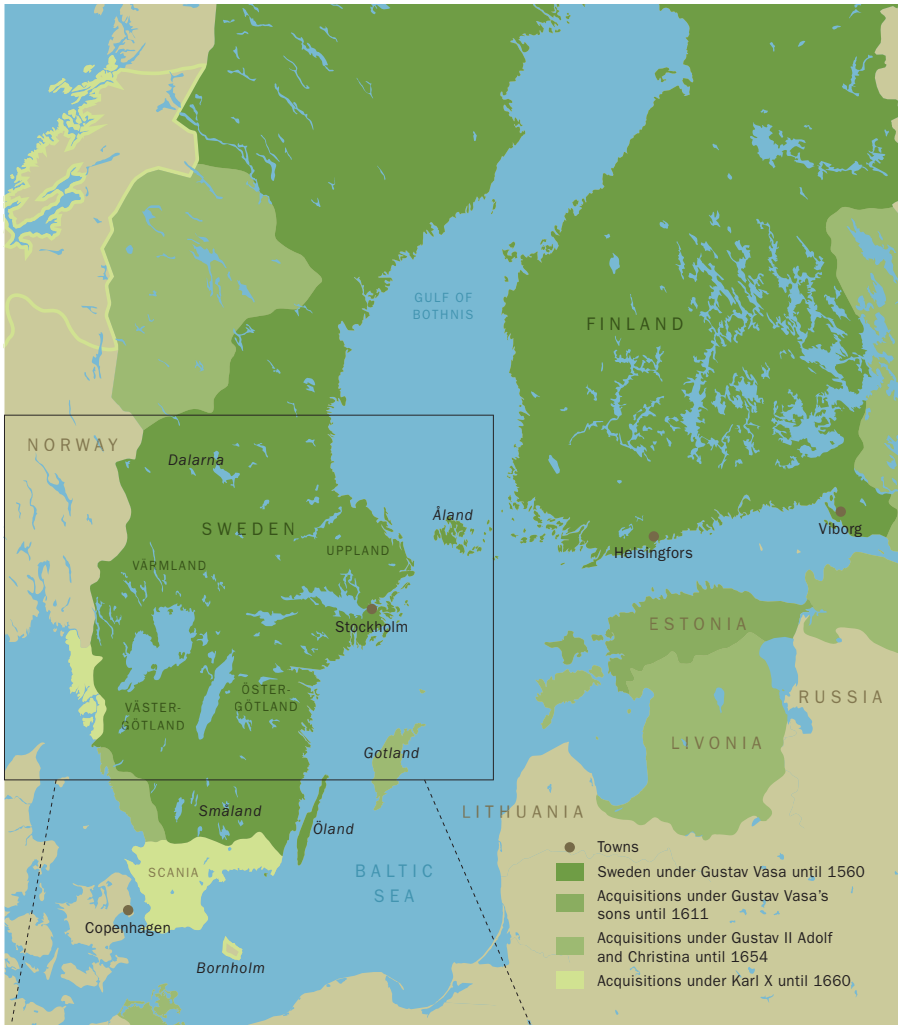 GULF OF
BOTHNIS
FINLAND
NORWAY
Dalarna
SWEDEN
Åland
UPPLAND
Viborg
Helsingfors
VÄRMLAND
Stockholm
ESTONIA
ÖSTER-
GÖTLAND
VÄSTER-
GÖTLAND
RUSSIA
LIVONIA
Gotland
LITHUANIA
Småland
Öland
SCANIA
BALTIC
SEA
Copenhagen
Bornholm
Towns
Sweden under Gustav Vasa until 1560
Acquisitions under Gustav Vasa's
sons until 1611
Acquisitions under Gustav II Adolf
and Christina until 1654
Acquisitions under Karl X until 1660